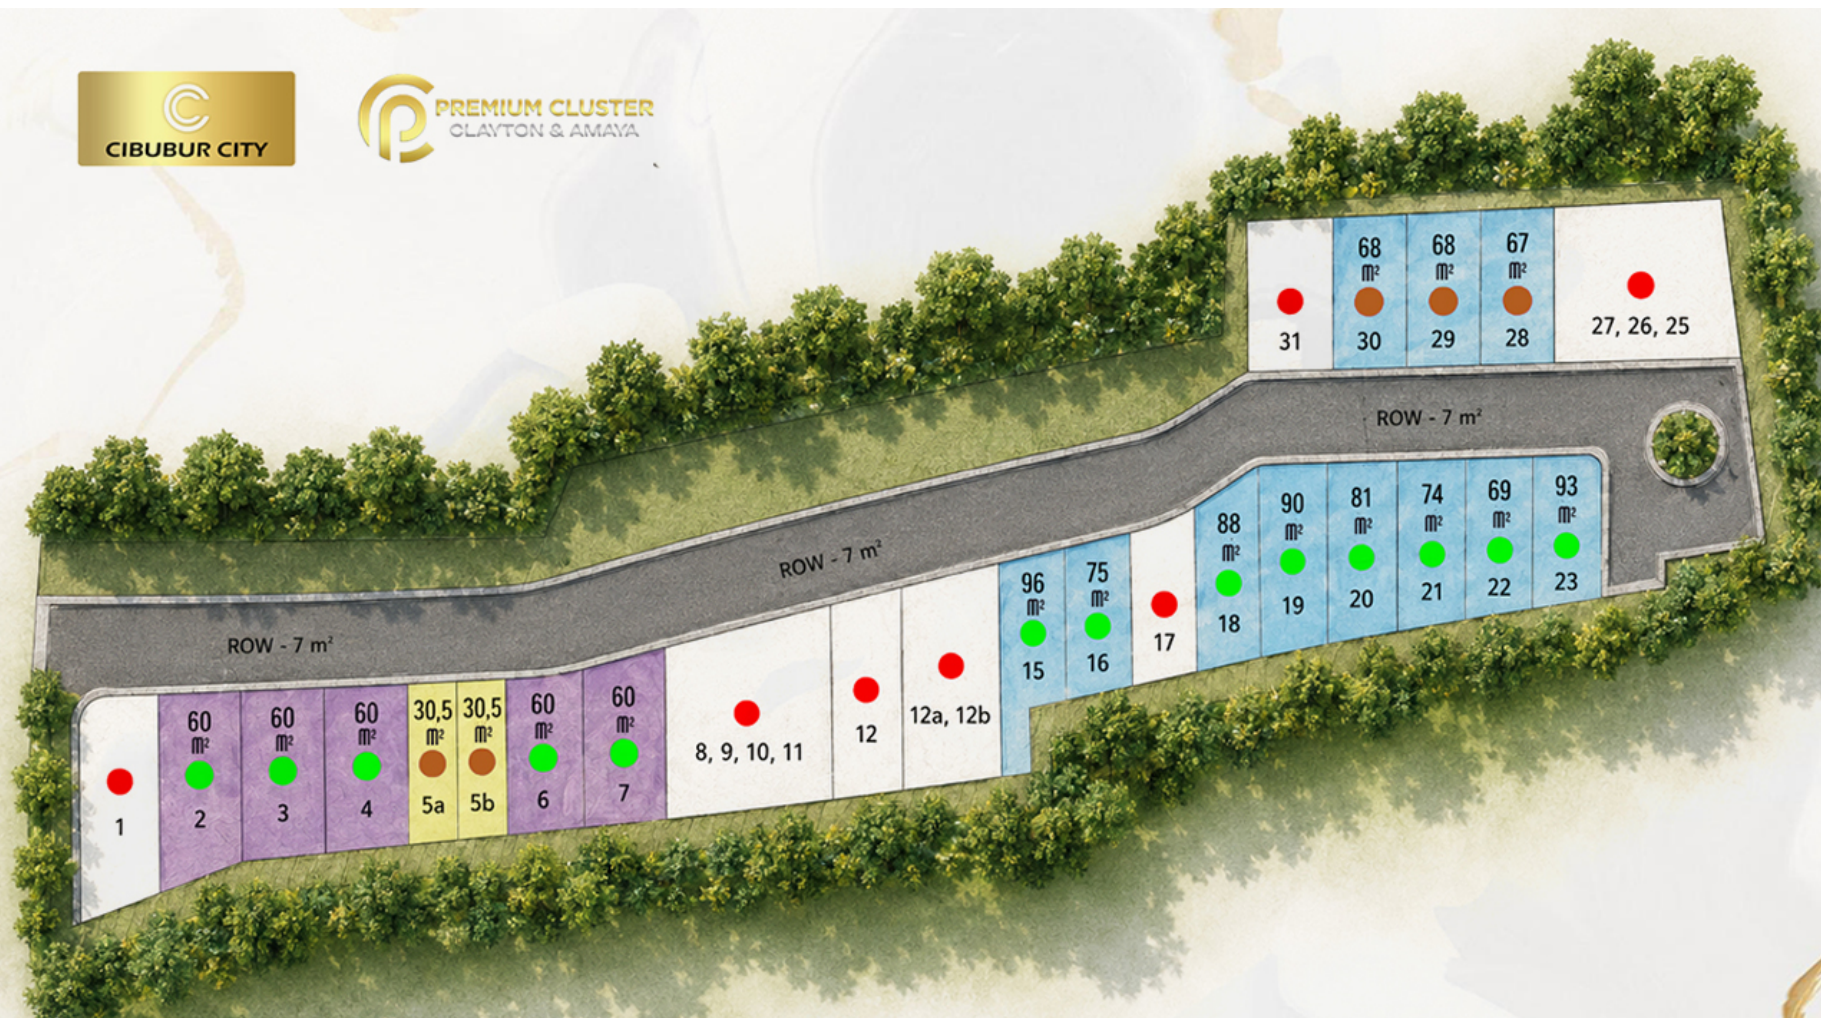 CIBUBUR CITY
PREMIUM CLUSTER
CLAYTON & AMAYA
31
68
m²
30
68
m²
29
67
m²
28
27, 26, 25
ROW - 7 m²
ROW - 7 m²
ROW - 7 m²
1
60
m²
2
60
m²
3
60
m²
4
30,5
m²
5a
30,5
m²
5b
60
m²
6
60
m²
7
8, 9, 10, 11
12
12a, 12b
96
m²
15
75
m²
16
17
88
m²
18
90
m²
19
81
m²
20
74
m²
21
69
m²
22
93
m²
23